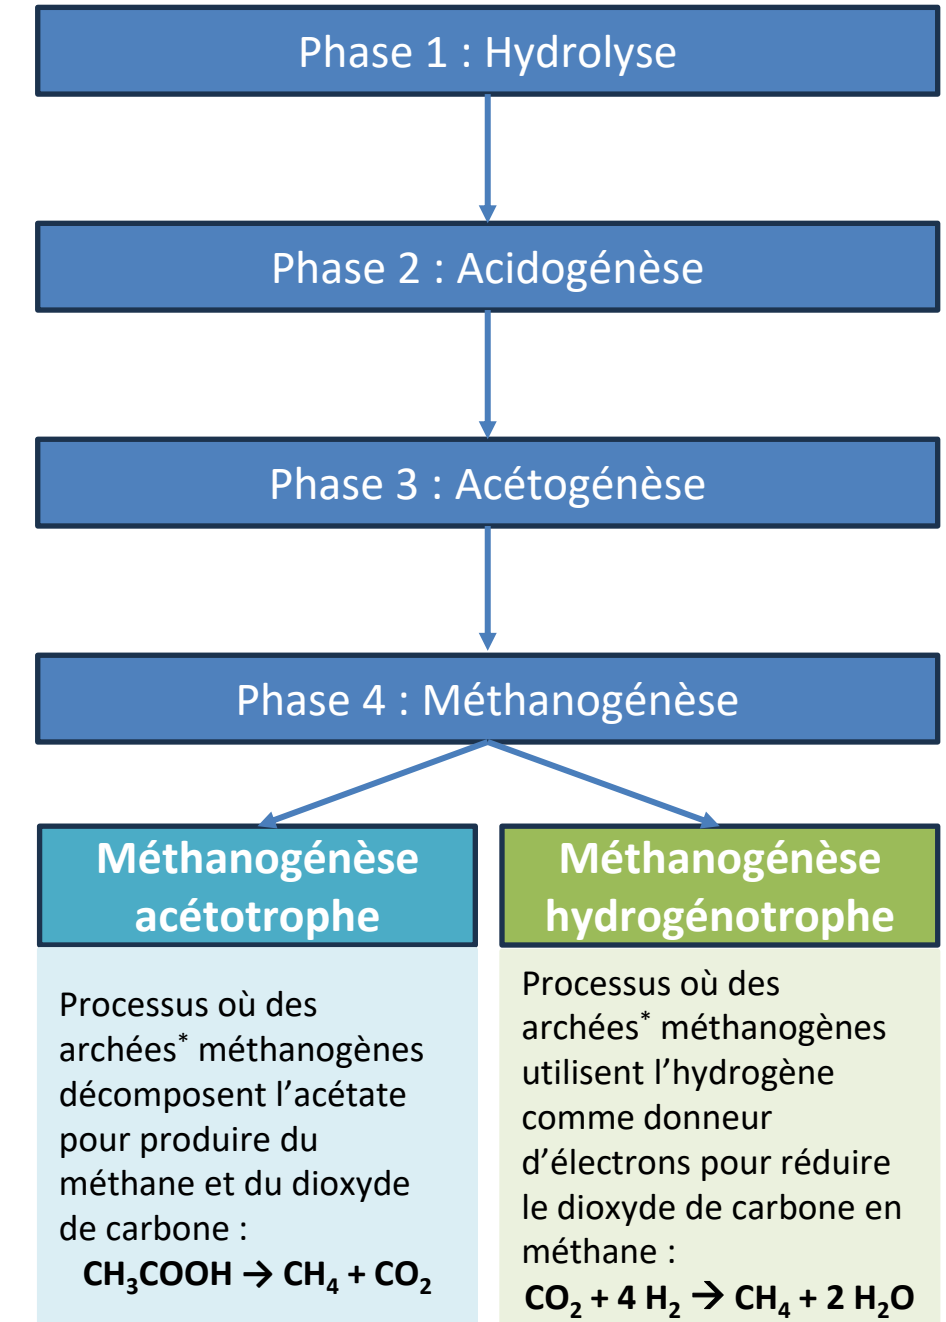 Phase 1 : Hydrolyse
Phase 2 : Acidogénèse
Phase 3 : Acétogénèse
Phase 4 : Méthanogénèse
Méthanogénèse
acétotrophe
Processus où des
archées* méthanogènes
décomposent l’acétate
pour produire du
méthane et du dioxyde
de carbone :
CH₃COOH → CH₄ + CO₂
Méthanogénèse
hydrogénotrophe
Processus où des
archées* méthanogènes
utilisent l’hydrogène
comme donneur
d’électrons pour réduire
le dioxyde de carbone en
méthane :
CO₂ + 4 H₂ → CH₄ + 2 H₂O